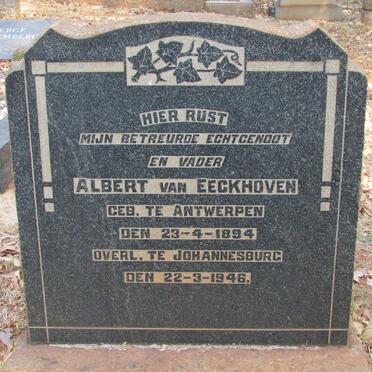 HIER RUST
MIJN BETREURDE ECHTGENOOT
EN VADER
ALBERT VAN EECKHOVEN
GEB. TE ANTWERPEN
DEN 23-4-1894
OVERL. TE JOHANNESBURG
DEN 22-3-1946.